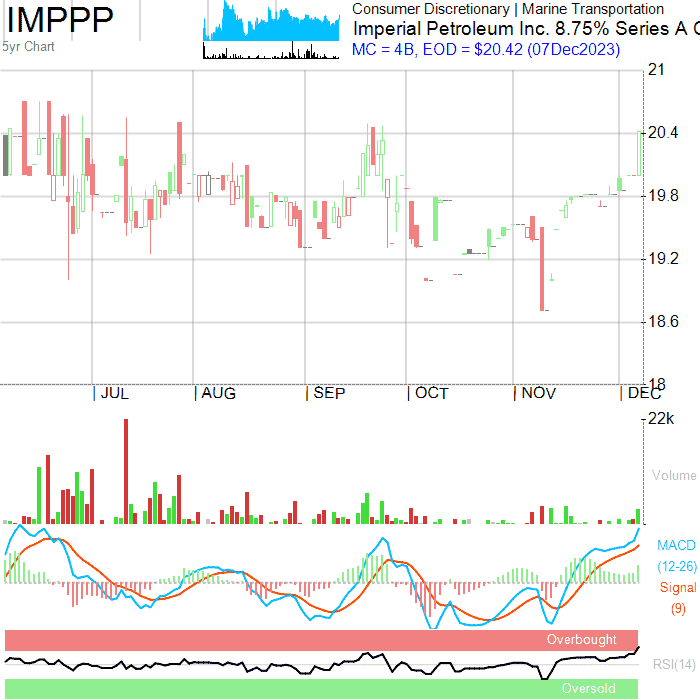 IMPPP
5yr Chart
Consumer Discretionary | Marine Transportation
Imperial Petroleum Inc. 8.75% Series A C
MC = 4B, EOD = $20.42 (07Dec2023)
21
20.4
19.8
19.2
18.6
18
| JUL
| AUG
| SEP
| OCT
| NOV
| DEC
22k
Volume
MACD
(12-26)
Signal
(9)
Overbought
RSI(14)
Oversold